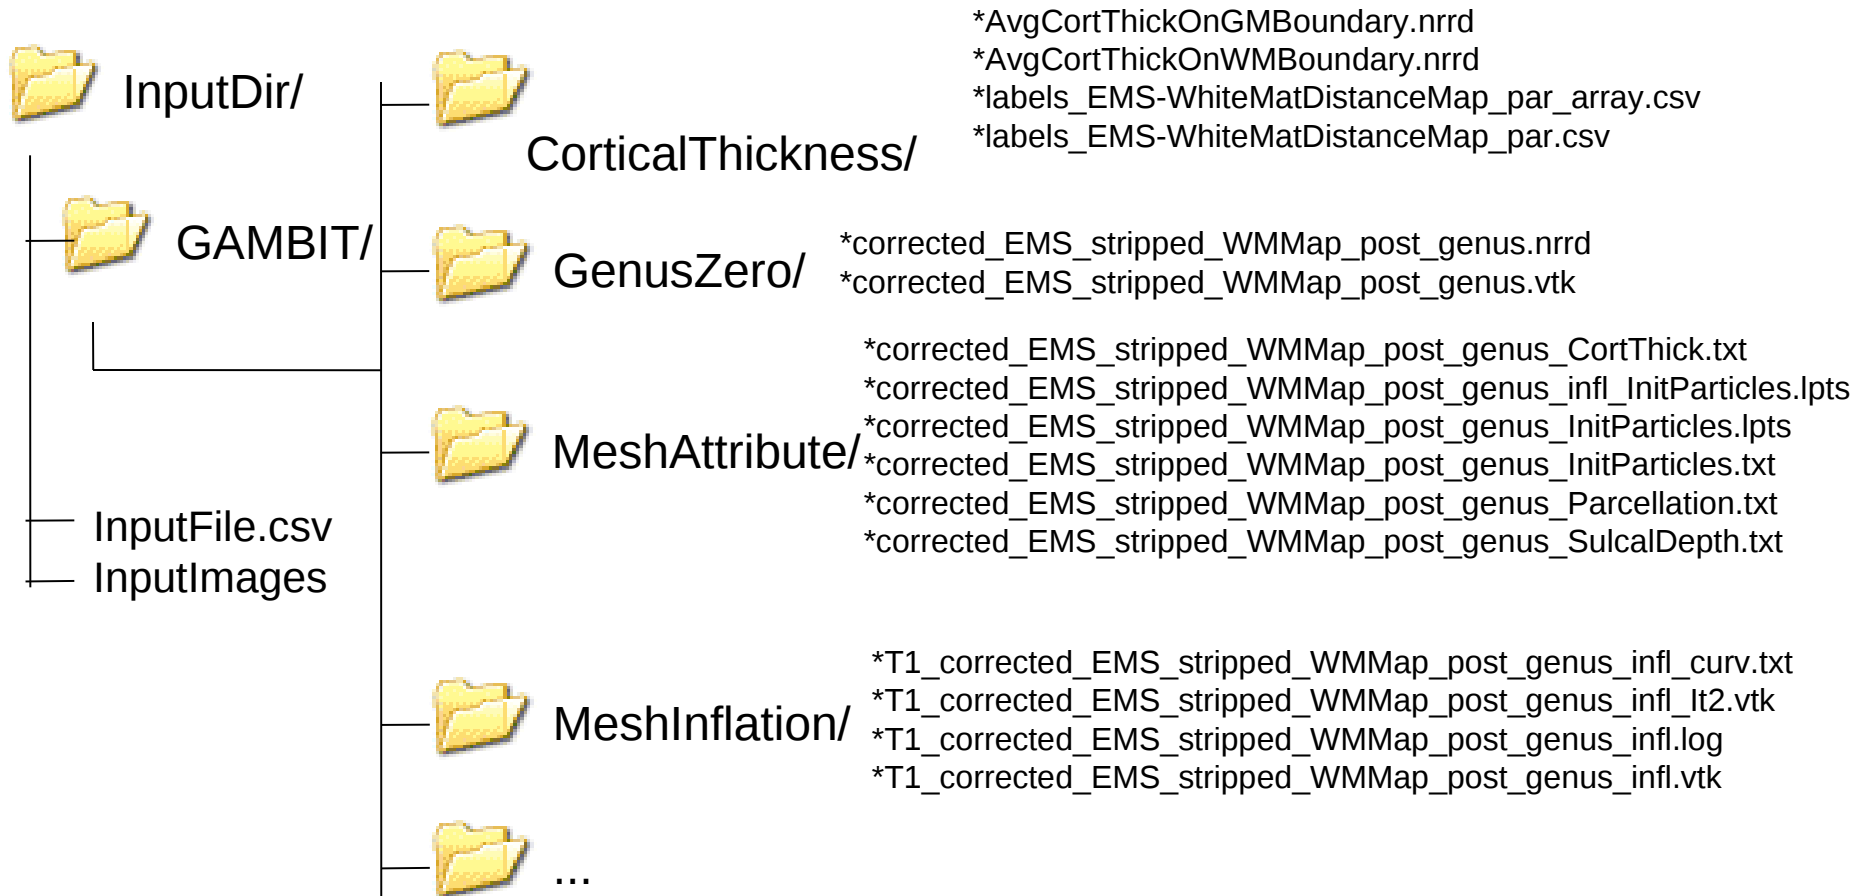 InputDir/
GAMBIT/
InputFile.csv
InputImages
CorticalThickness/
*AvgCortThickOnGMBoundary.nrrd
*AvgCortThickOnWMBoundary.nrrd
*labels_EMS-WhiteMatDistanceMap_par_array.csv
*labels_EMS-WhiteMatDistanceMap_par.csv
GenusZero/
*corrected_EMS_stripped_WMMap_post_genus.nrrd
*corrected_EMS_stripped_WMMap_post_genus.vtk
MeshAttribute/
*corrected_EMS_stripped_WMMap_post_genus_CortThick.txt
*corrected_EMS_stripped_WMMap_post_genus_infl_InitParticles.lpts
*corrected_EMS_stripped_WMMap_post_genus_InitParticles.lpts
*corrected_EMS_stripped_WMMap_post_genus_InitParticles.txt
*corrected_EMS_stripped_WMMap_post_genus_Parcellation.txt
*corrected_EMS_stripped_WMMap_post_genus_SulcalDepth.txt
MeshInflation/
*T1_corrected_EMS_stripped_WMMap_post_genus_infl_curv.txt
*T1_corrected_EMS_stripped_WMMap_post_genus_infl_It2.vtk
*T1_corrected_EMS_stripped_WMMap_post_genus_infl.log
*T1_corrected_EMS_stripped_WMMap_post_genus_infl.vtk
...